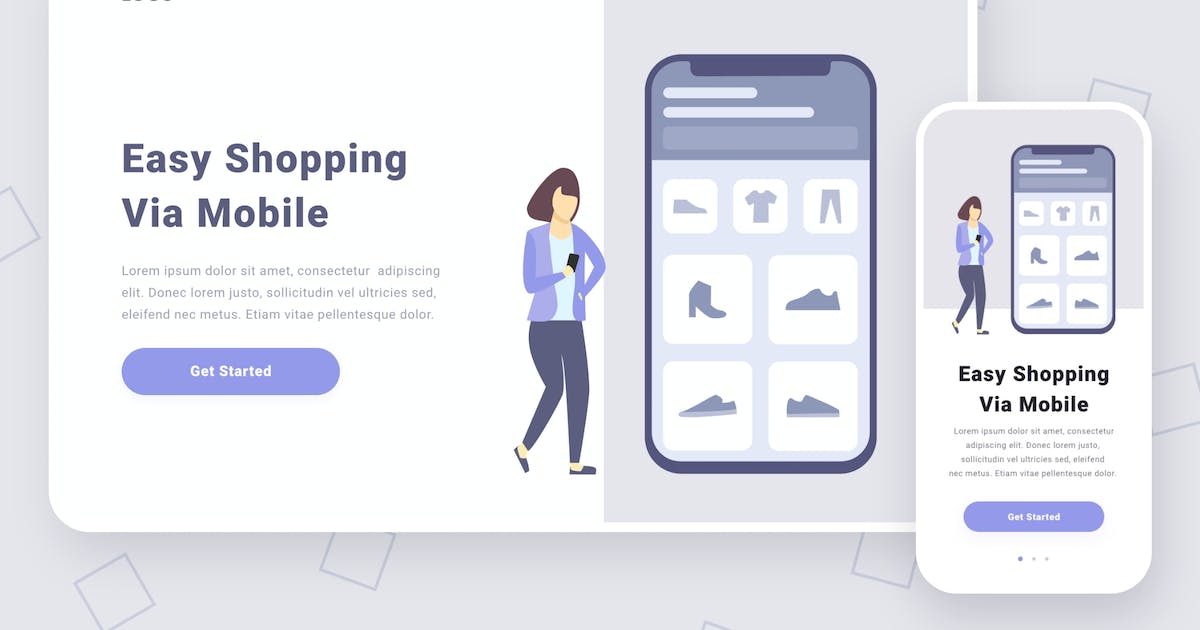 Easy Shopping
Via Mobile
Lorem ipsum dolor sit amet, consectetur adipiscing
elit. Donec lorem justo, sollicitudin vel ultricies sed,
eleifend nec metus. Etiam vitae pellentesque dolor.
Get Started
Easy Shopping
Via Mobile
Lorem ipsum dolor sit amet, consectetur
adipiscing elit. Donec lorem justo,
sollicitudin vel ultricies sed, eleifend
nec metus. Etiam vitae pellentesque dolor.
Get Started